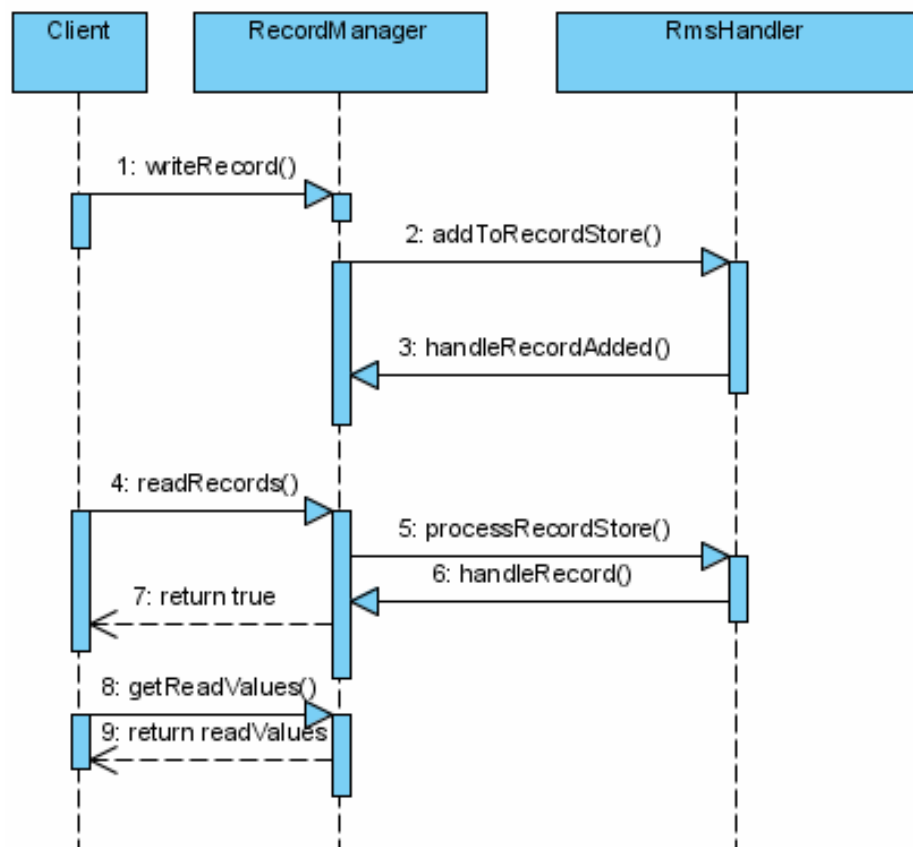 Client
RecordManager
RmsHandler
1: writeRecord()
2: addToRecordStore()
3: handleRecordAdded()
4: readRecords()
5: processRecordStore()
6: handleRecord()
7: return true
8: getReadValues()
9: return readValues